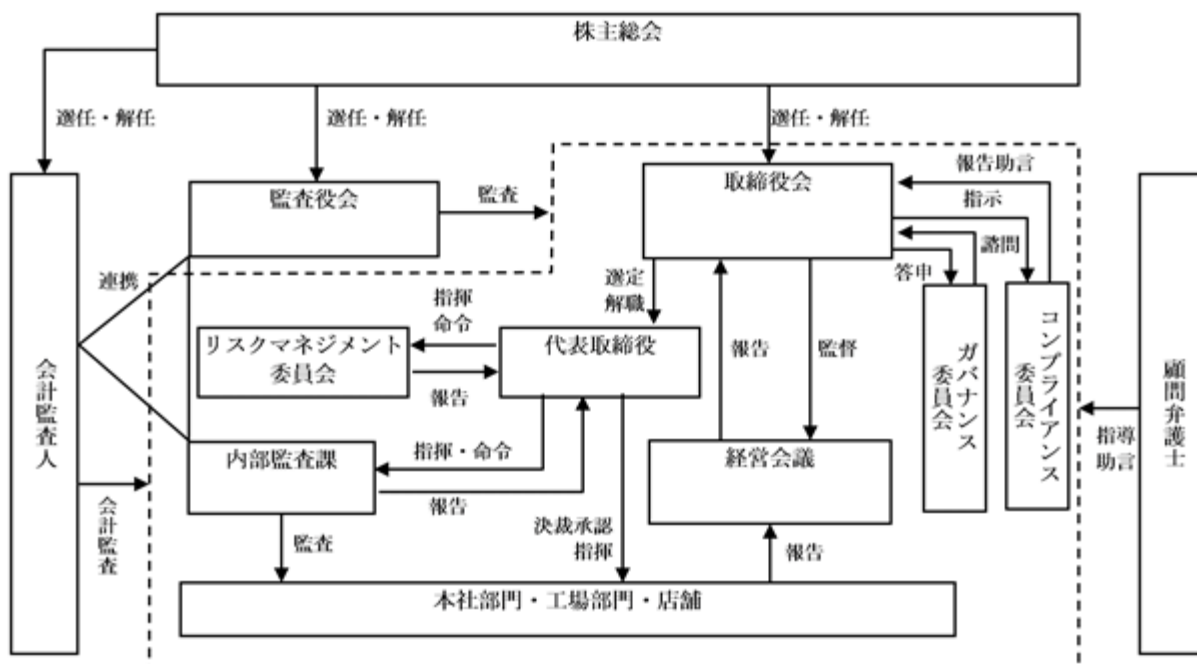 株主総会
選任・解任
選任・解任
選任・解任
監査役会
監査
取締役会
報告助言
指示
諮問
答申
連携
選定
解職
指揮
命令
リスクマネジメント
委員会
報告
代表取締役
報告
監督
ガバナンス
委員会
コンプライアンス
委員会
会計監査人
顧問弁護士
指導
助言
内部監査課
指揮・命令
報告
経営会議
会計監査
監査
決裁承認
指揮
報告
本社部門・工場部門・店舗